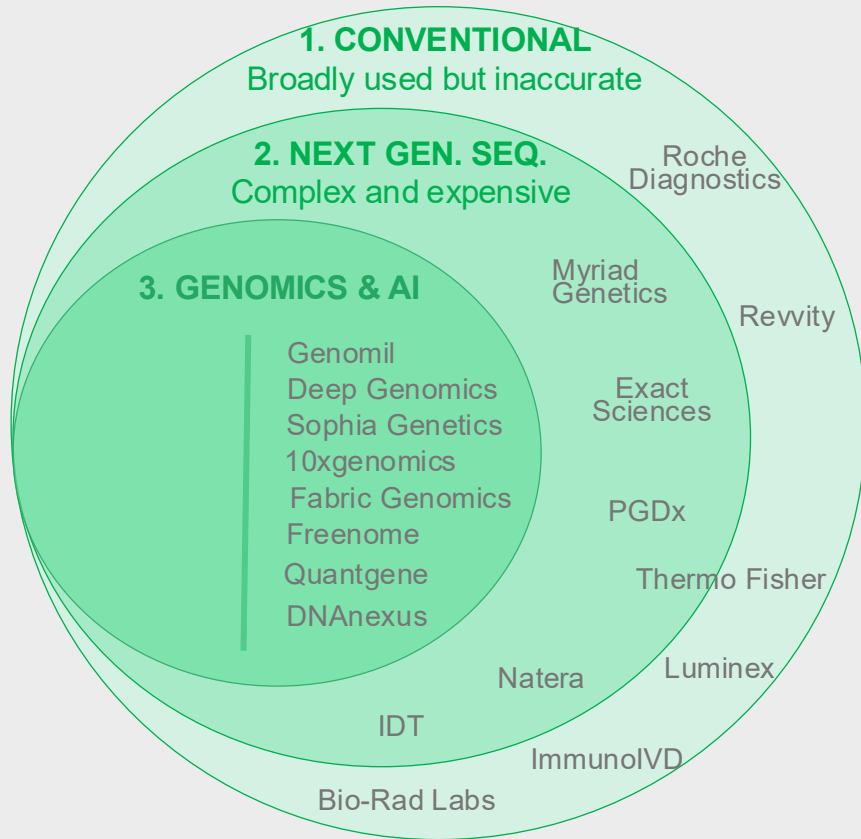 1. CONVENTIONAL
Broadly used but inaccurate
2. NEXT GEN. SEQ.
Complex and expensive
Roche
Diagnostics
3. GENOMICS & AI
Myriad
Genetics
Revvity
Genomil
Deep Genomics
Sophia Genetics
10xgenomics
Fabric Genomics
Freenome
Quantgene
DNAnexus
Exact
Sciences
PGDx
Thermo Fisher
Luminex
Natera
IDT
ImmunoIVD
Bio-Rad Labs